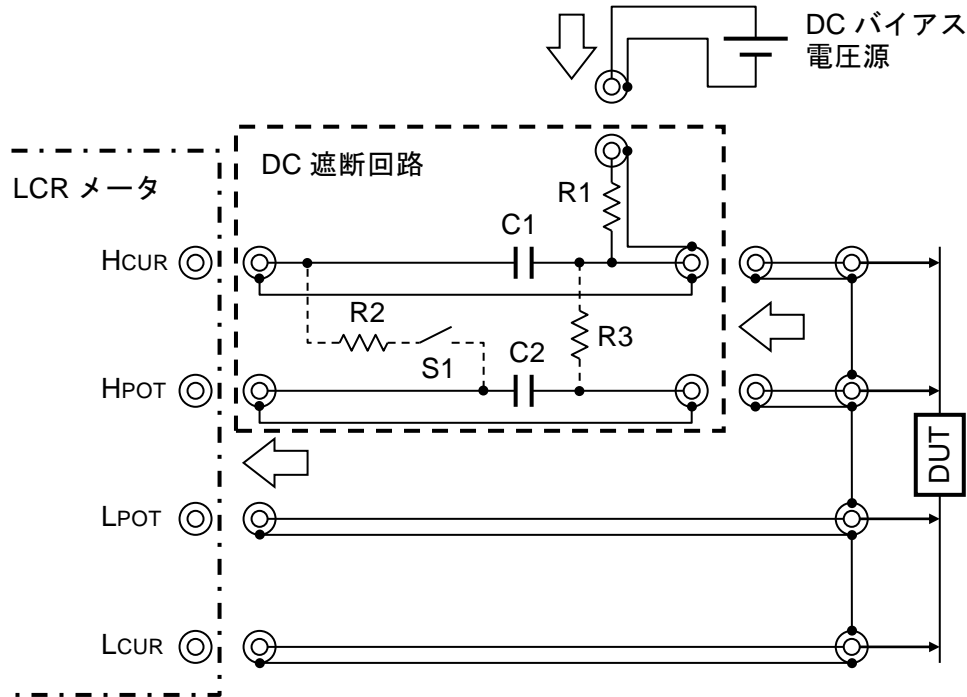 DC バイアス
電圧源
DC 遮断回路
LCR メータ
R1
C1
HCUR
R2
R3
S1
C2
HPOT
DUT
LPOT
LCUR